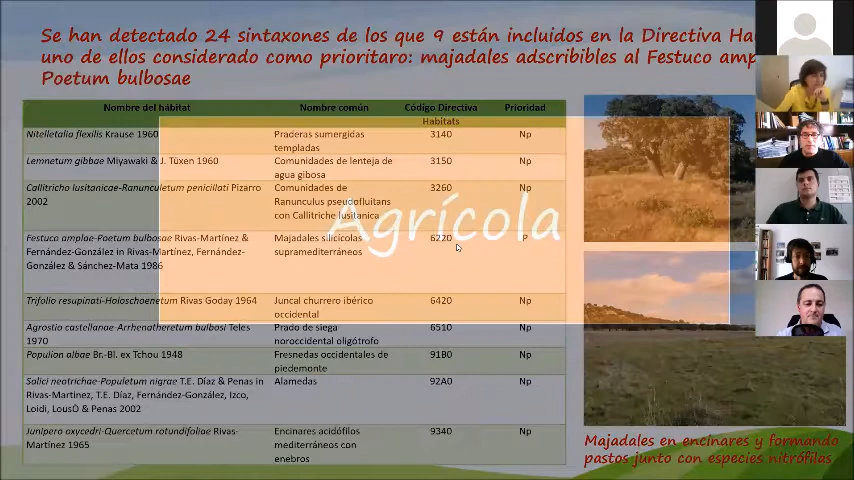 Se han detectado 24 sintaxones de los que 9 están incluidos en la Directiva Ha
uno de ellos considerado como prioritaro: majadales adscribibles al Festuco amp
Poetum bulbosae
Nombre del hábitat Nombre común Código Directiva Prioridad
Habitats
Nitelletalia flexilis Krause 1960 Praderas sumergidas 3140 Np
templadas
Lemnetum gibbae Miyawaki & J. Tüxen 1960 Comunidades de lenteja de 3150 Np
agua gibosa
Callitricho lusitanicae-Ranunculetum penicillati Pizarro Comunidades de 3260 Np
2002 Ranunculus pseudofluitans
con Callitriche lusitanica
Agrícola
Festuco amplae-Poetum bulbosae Rivas-Martínez & Majadales silicícolas 6220 P
Fernández-González in Rivas-Martínez, Fernández- supramediterráneos
González & Sánchez-Mata 1986
Trifolio resupinati-Holoschoenetum Rivas Goday 1964 Juncal churrero ibérico 6420 Np
occidental
Agrostio castellanae-Arrhenatheretum bulbosi Teles Prado de siega 6510 Np
1970 noroccidental oligótrofo
Populion albae Br.-Bl. ex Tchou 1948 Fresnedas occidentales de 91B0 Np
piedemonte
Salici neotrichae-Populetum nigrae T.E. Díaz & Penas in Alamedas 92A0 Np
Rivas-Martínez, T.E. Díaz, Fernández-González, Izco,
Loidi, LousÓ & Penas 2002
Junipero oxycedri-Quercetum rotundifoliae Rivas- Encinares acidófilos 9340 Np
Martínez 1965 mediterráneos con
enebros
Majadales en encinares y formando
pastos junto con especies nitrófilas